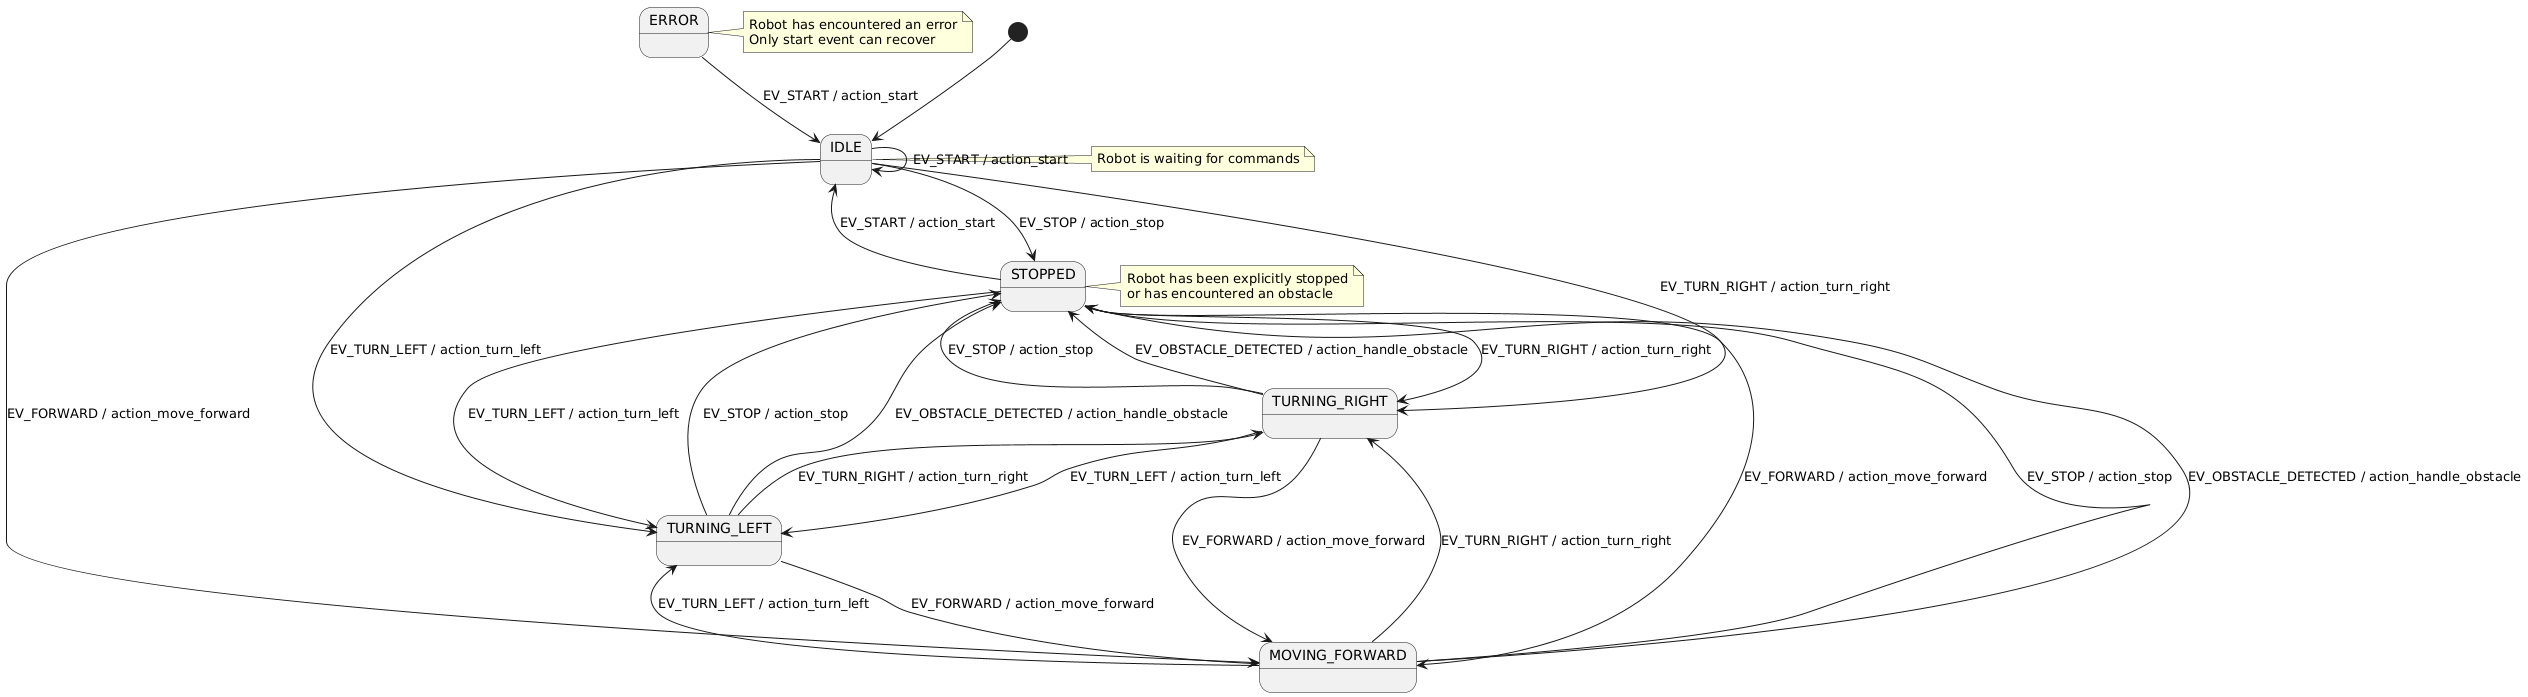 ERROR
Robot has encountered an error
Only start event can recover
EV_START / action_start
IDLE
EV_START / action_start
Robot is waiting for commands
EV_START / action_start
EV_STOP / action_stop
STOPPED
Robot has been explicitly stopped
or has encountered an obstacle
EV_TURN_RIGHT / action_turn_right
EV_TURN_LEFT / action_turn_left
EV_STOP / action_stop
EV_OBSTACLE_DETECTED / action_handle_obstacle
EV_TURN_RIGHT / action_turn_right
TURNING_RIGHT
EV_FORWARD / action_move_forward
EV_TURN_LEFT / action_turn_left
EV_STOP / action_stop
EV_OBSTACLE_DETECTED / action_handle_obstacle
EV_TURN_RIGHT / action_turn_right
EV_TURN_LEFT / action_turn_left
EV_FORWARD / action_move_forward
EV_STOP / action_stop
EV_OBSTACLE_DETECTED / action_handle_obstacle
TURNING_LEFT
EV_FORWARD / action_move_forward
EV_TURN_RIGHT / action_turn_right
EV_TURN_LEFT / action_turn_left
EV_FORWARD / action_move_forward
MOVING_FORWARD